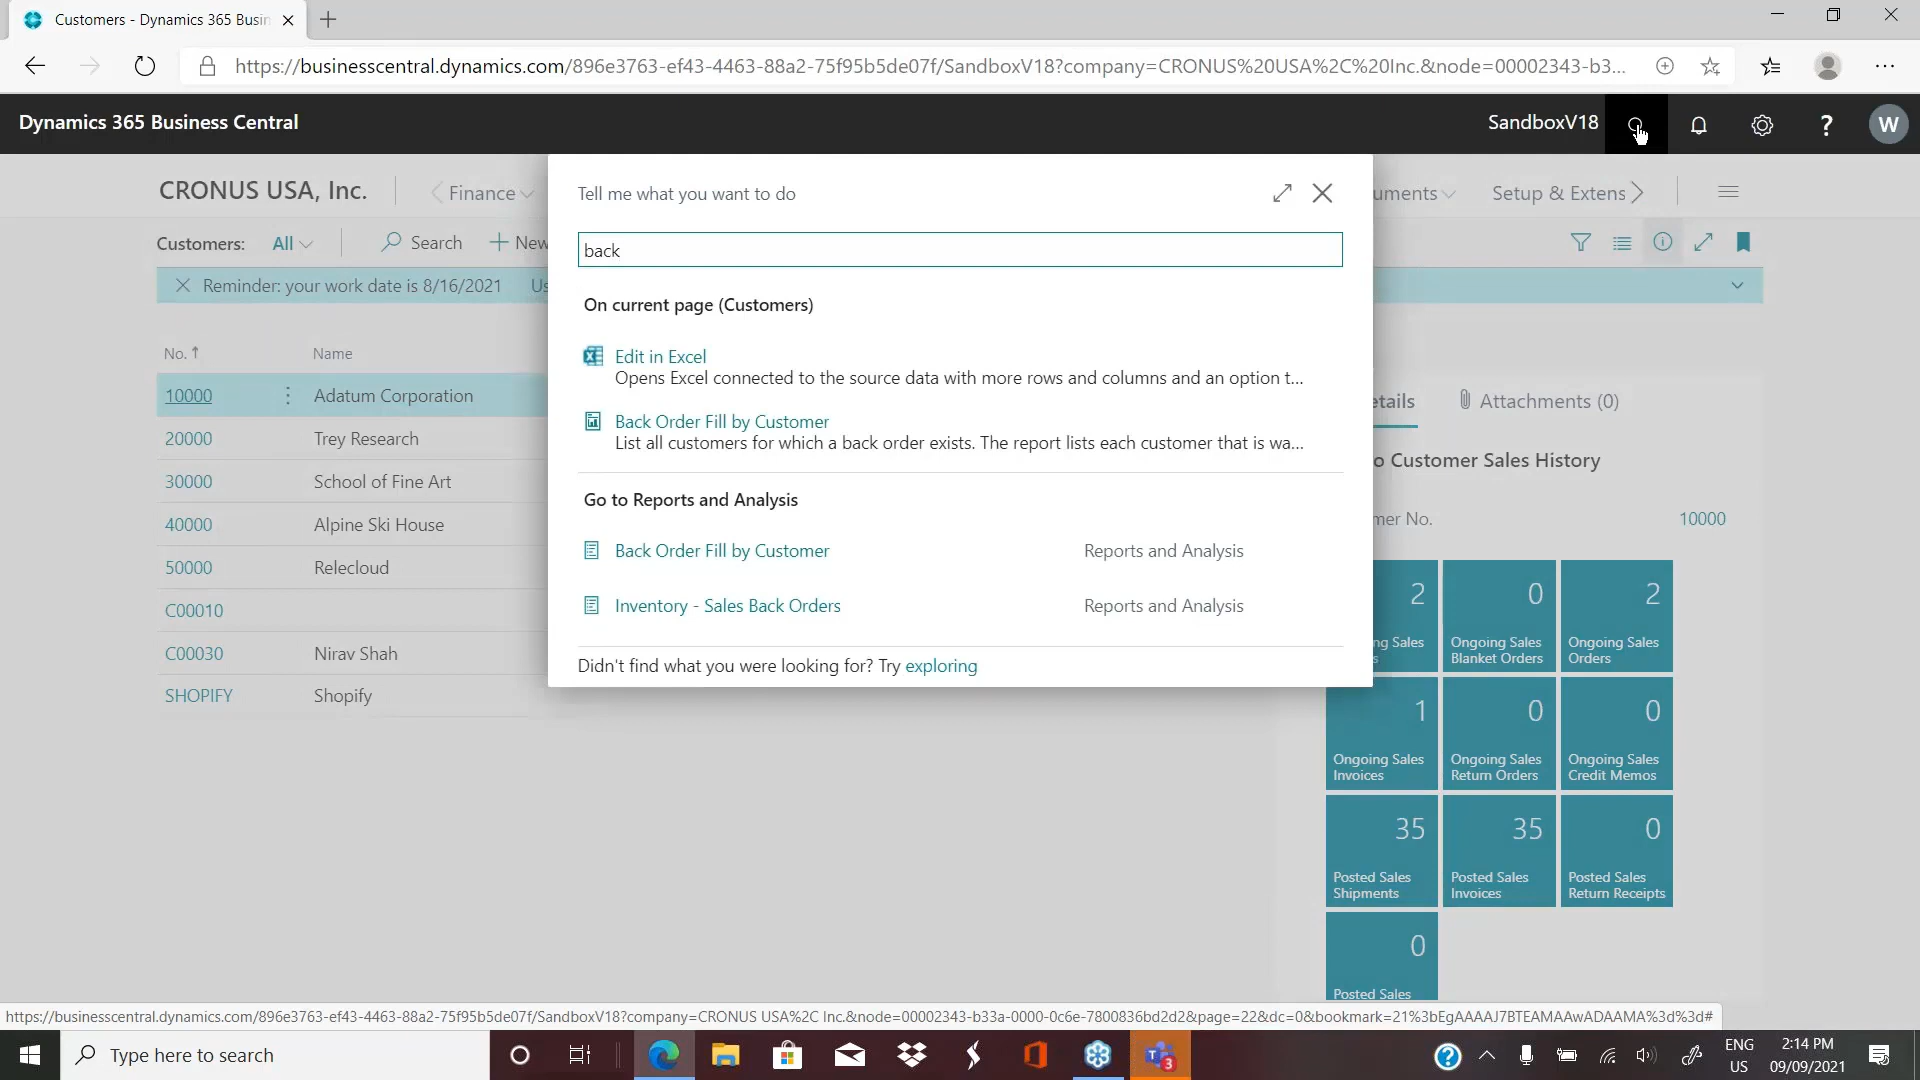 Customers - Dynamics 365 Busin
https://businesscentral.dynamics.com/896e3763-ef43-4463-88a2-75f95b5de07f/SandboxV18?company=CRONUS%20USA%2C%20Inc.&node=00002343-b3...
Dynamics 365 Business Central
SandboxV18
?
W
CRONUS USA, Inc.
Finance
uments
Setup & Extens
Customers:
All
Search
New
Reminder: your work date is 8/16/2021
Us
Tell me what you want to do
back
On current page (Customers)
Edit in Excel
Opens Excel connected to the source data with more rows and columns and an option t...
Back Order Fill by Customer
List all customers for which a back order exists. The report lists each customer that is wa...
Go to Reports and Analysis
Back Order Fill by Customer
Reports and Analysis
Inventory - Sales Back Orders
Reports and Analysis
Didn't find what you were looking for? Try exploring
No. ↑
Name
10000
Adatum Corporation
20000
Trey Research
30000
School of Fine Art
40000
Alpine Ski House
50000
Relecloud
C00010
C00030
Nirav Shah
SHOPIFY
Shopify
etails
Attachments (0)
o Customer Sales History
mer No.
10000
2
ng Sales
s
0
Ongoing Sales
Blanket Orders
2
Ongoing Sales
Orders
1
Ongoing Sales
Invoices
0
Ongoing Sales
Return Orders
0
Ongoing Sales
Credit Memos
35
Posted Sales
Shipments
35
Posted Sales
Invoices
0
Posted Sales
Return Receipts
0
Posted Sales
https://businesscentral.dynamics.com/896e3763-ef43-4463-88a2-75f95b5de07f/SandboxV18?company=CRONUS USA%2C Inc.&node=00002343-b33a-0000-0c6e-7800836bd2d2&page=22&dc=0&bookmark=21%3bEgAAAAJ7BTEAMAAwADAAMA%3d%3d#
Type here to search
3
ENG
US
2:14 PM
09/09/2021